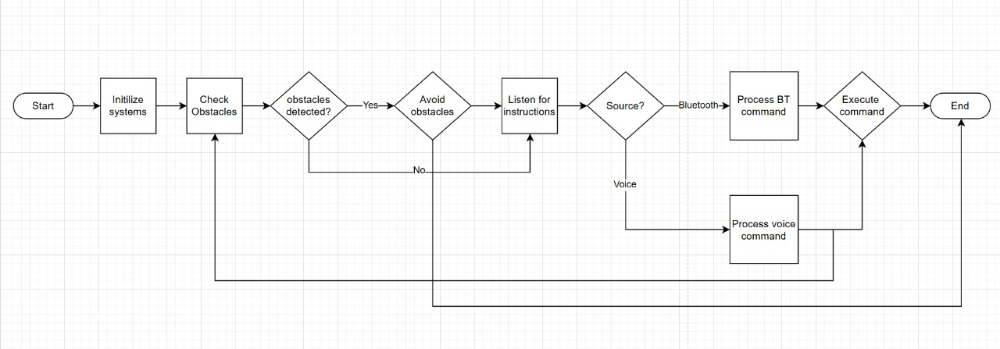 Start
Initilize
systems
Check
Obstacles
obstacles
detected?
Yes
Avoid
obstacles
Listen for
instructions
Source?
Bluetooth
Process BT
command
Execute
command
End
No
Voice
Process voice
command